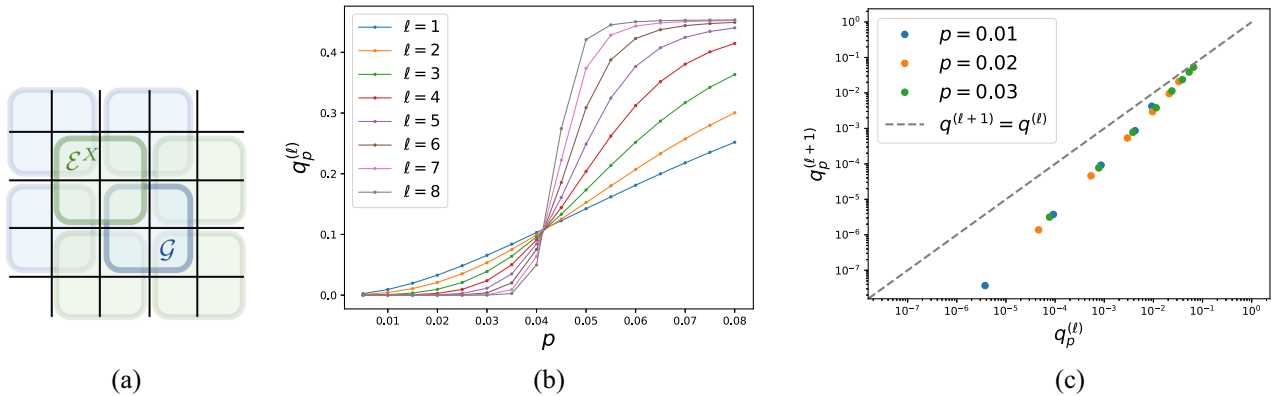 ℰ^X
𝒢
(a)
q_p^{(ℓ)}
0.4
0.3
0.2
0.1
0.0
ℓ = 1
ℓ = 2
ℓ = 3
ℓ = 4
ℓ = 5
ℓ = 6
ℓ = 7
ℓ = 8
0.01 0.02 0.03 0.04 0.05 0.06 0.07 0.08
p
(b)
q_p^{(ℓ+1)}
10^0
10^{-1}
10^{-2}
10^{-3}
10^{-4}
10^{-5}
10^{-6}
10^{-7}
p = 0.01
p = 0.02
p = 0.03
q^{(ℓ+1)} = q^{(ℓ)}
10^{-7} 10^{-6} 10^{-5} 10^{-4} 10^{-3} 10^{-2} 10^{-1} 10^0
q_p^{(ℓ)}
(c)